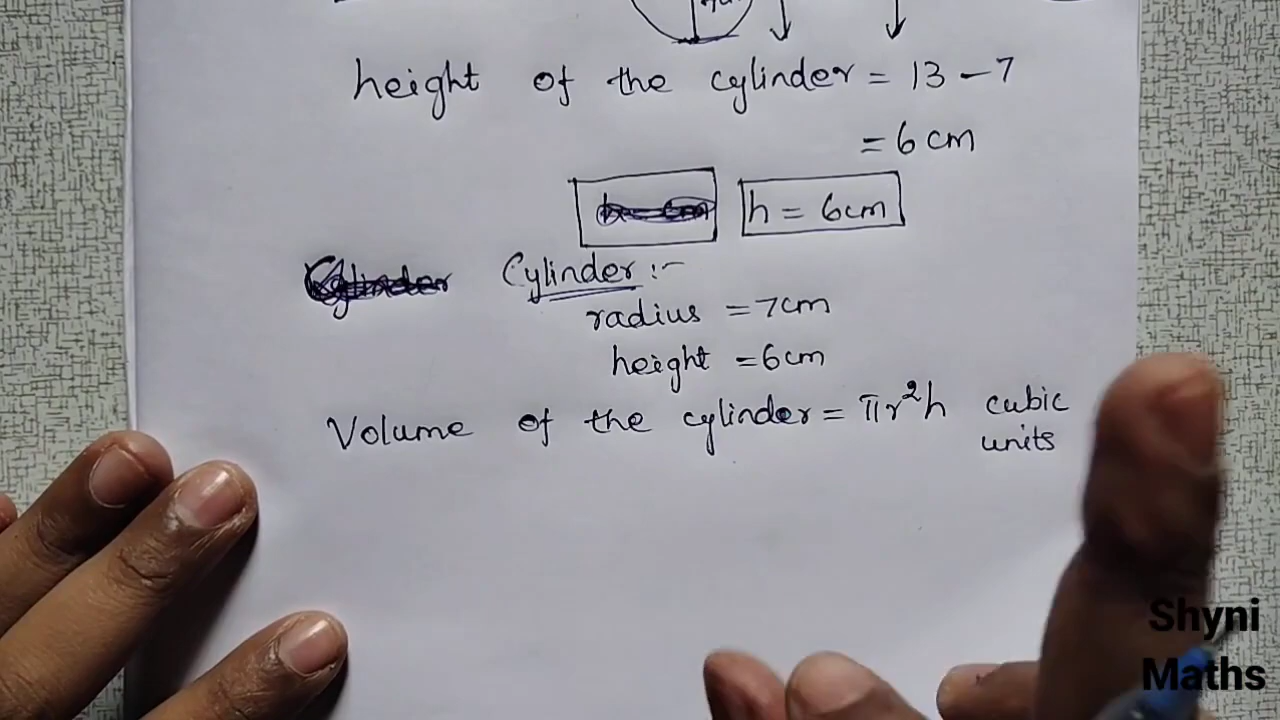 height of the cylinder = 13 - 7
= 6 cm
h = 6cm
Cylinder :-
radius = 7cm
height = 6cm
Volume of the cylinder = πr²h cubic
units
Shyni
Maths